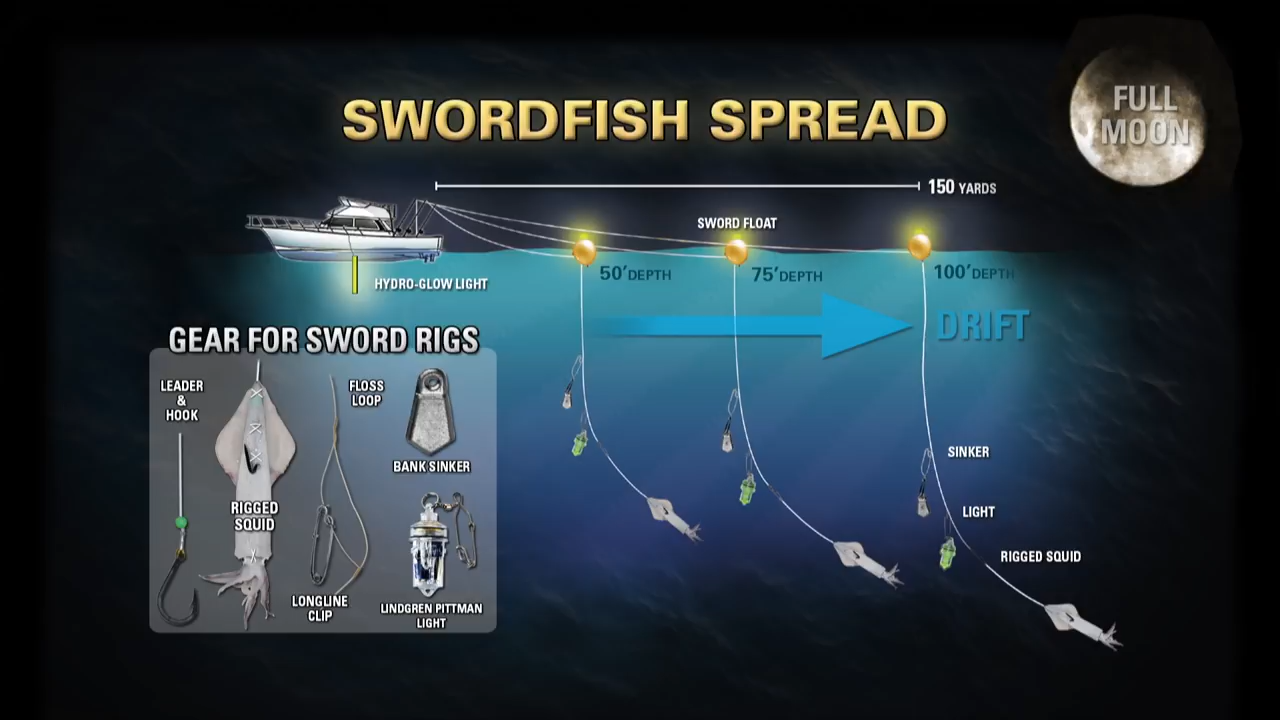 FULL
MOON
SWORDFISH SPREAD
150 YARDS
SWORD FLOAT
50′ DEPTH
75′ DEPTH
100′ DEPTH
HYDRO-GLOW LIGHT
DRIFT
GEAR FOR SWORD RIGS
LEADER
&
HOOK
RIGGED
SQUID
FLOSS
LOOP
LONGLINE
CLIP
BANK SINKER
LINDGREN PITTMAN
LIGHT
SINKER
LIGHT
RIGGED SQUID